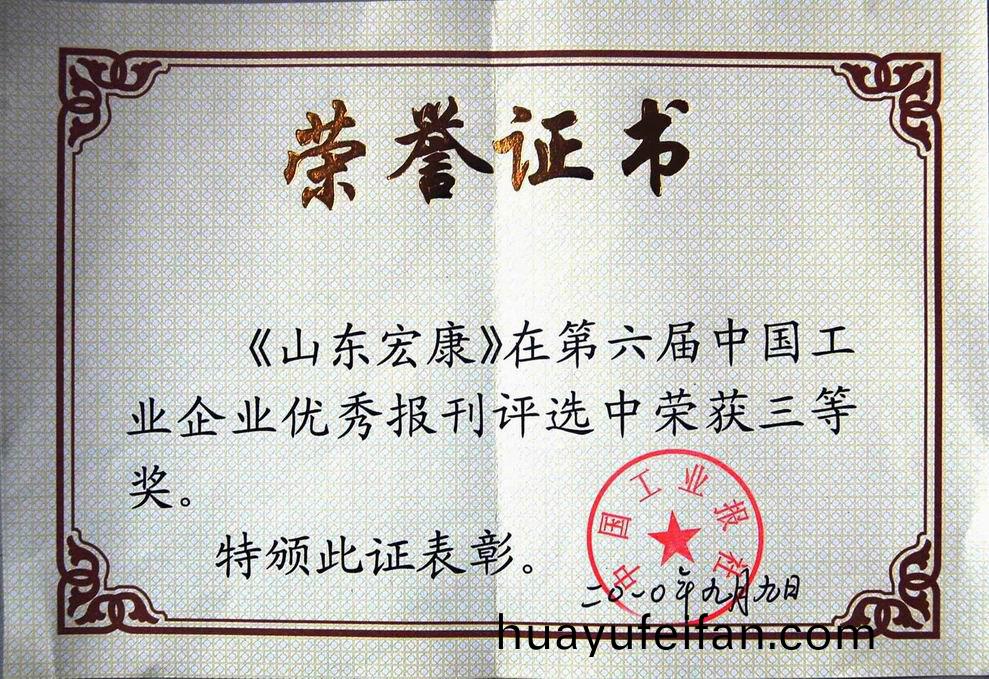 荣誉证书
《山东宏康》在第六届中国工
业企业优秀报刊评选中荣获三等
奖。
特颁此证表彰。
中国工业报社
二〇一〇年九月九日
huayufeifan.com